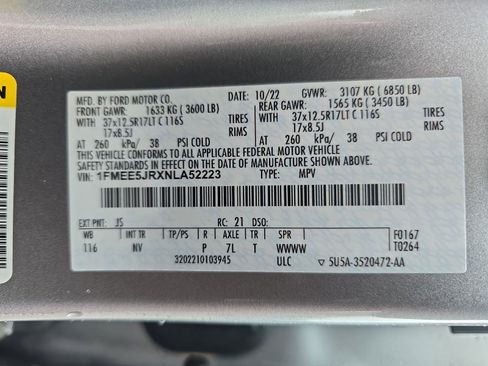 MFD. BY FORD MOTOR CO.
DATE: 10/22 GVWR: 3107 KG ( 6850 LB)
FRONT GAWR: 1633 KG ( 3600 LB) REAR GAWR: 1565 KG ( 3450 LB)
WITH 37x12.5R17LT C 116S TIRES WITH 37x12.5R17LT C 116S TIRES
17x8.5J RIMS 17x8.5J RIMS
AT 260 kPa/ 38 PSI COLD AT 260 kPa/ 38 PSI COLD
THIS VEHICLE CONFORMS TO ALL APPLICABLE FEDERAL MOTOR VEHICLE
SAFETY STANDARDS IN EFFECT ON THE DATE OF MANUFACTURE SHOWN ABOVE.
VIN: 1FMEE5JRXNLA52223 TYPE: MPV
EXT PNT: JS RC: 21 DSO:
WB INT TR TP/PS R AXLE TR SPR F0167
116 NV P 7L T WWWW T0264
3202210103945 ULC ▽ 5U5A-3520472-AA